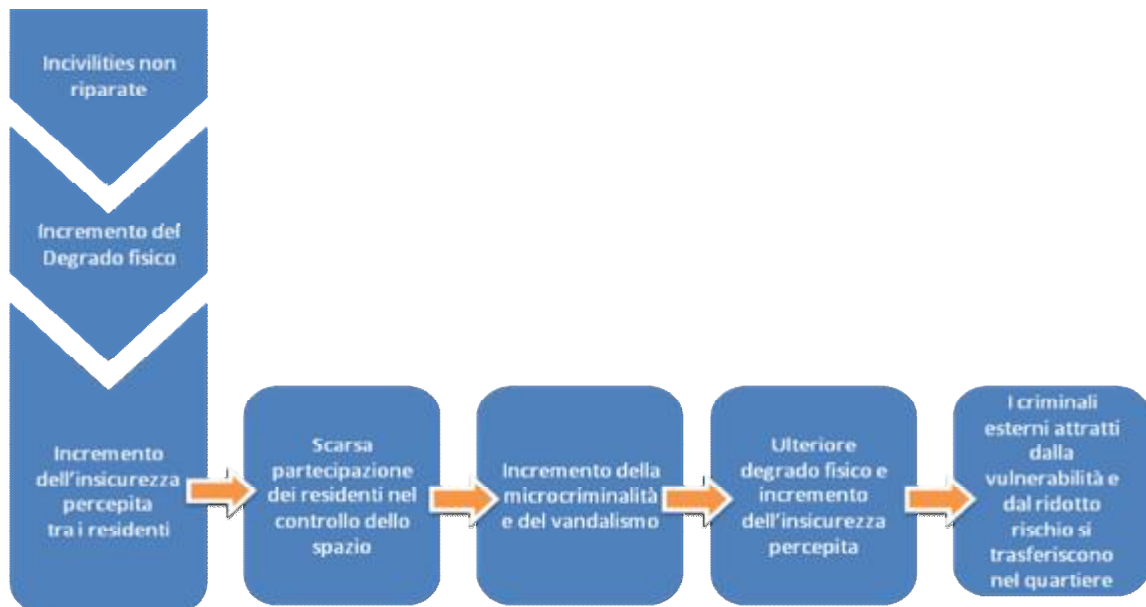 Incivilities non
riparate
Incremento del
Degrado fisico
Incremento
dell'insicurezza
percepita
tra i residenti
Scarsa
partecipazione
dei residenti nel
controllo dello
spazio
Incremento della
microcriminalità
e del vandalismo
Ulteriore
degrado fisico e
incremento
dell'insicurezza
percepita
I criminali
esterni attratti
dalla
vulnerabilità e
dal ridotto
rischio si
trasferiscono
nel quartiere